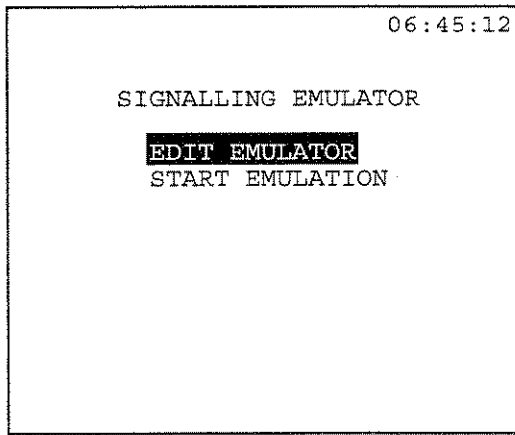 06:45:12
SIGNALLING EMULATOR
EDIT EMULATOR
START EMULATION